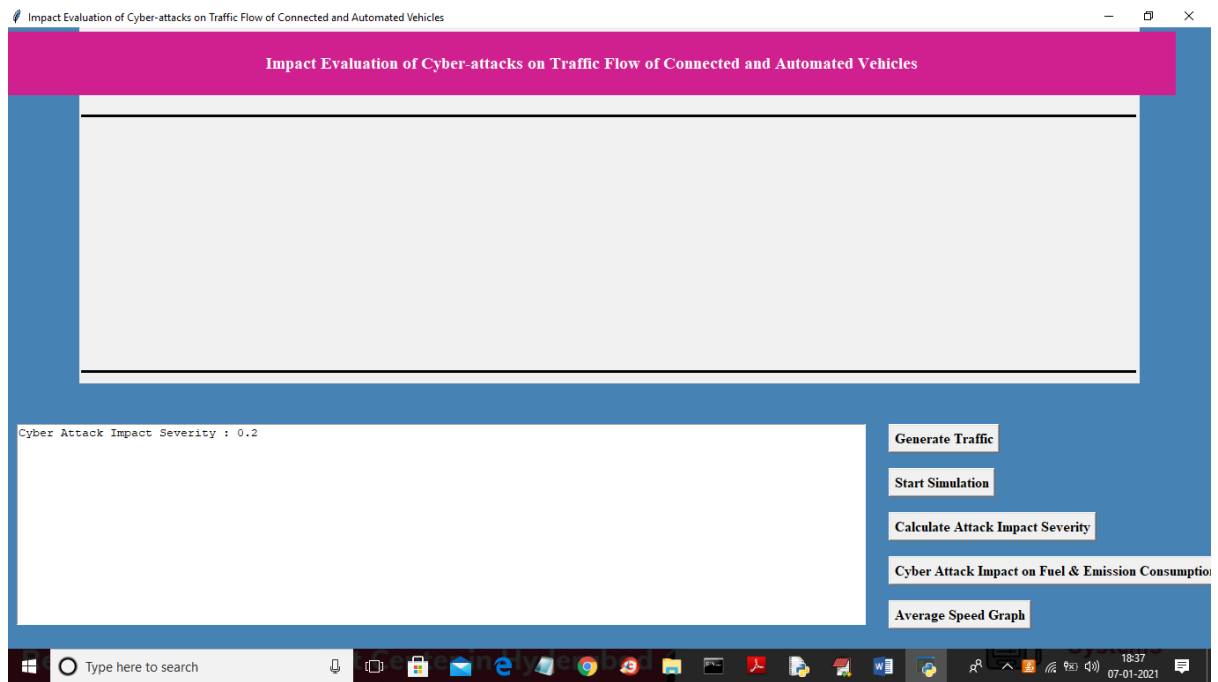 Impact Evaluation of Cyber-attacks on Traffic Flow of Connected and Automated Vehicles
Impact Evaluation of Cyber-attacks on Traffic Flow of Connected and Automated Vehicles
Cyber Attack Impact Severity : 0.2
Generate Traffic
Start Simulation
Calculate Attack Impact Severity
Cyber Attack Impact on Fuel & Emission Consumption
Average Speed Graph
Type here to search
18:37
07-01-2021